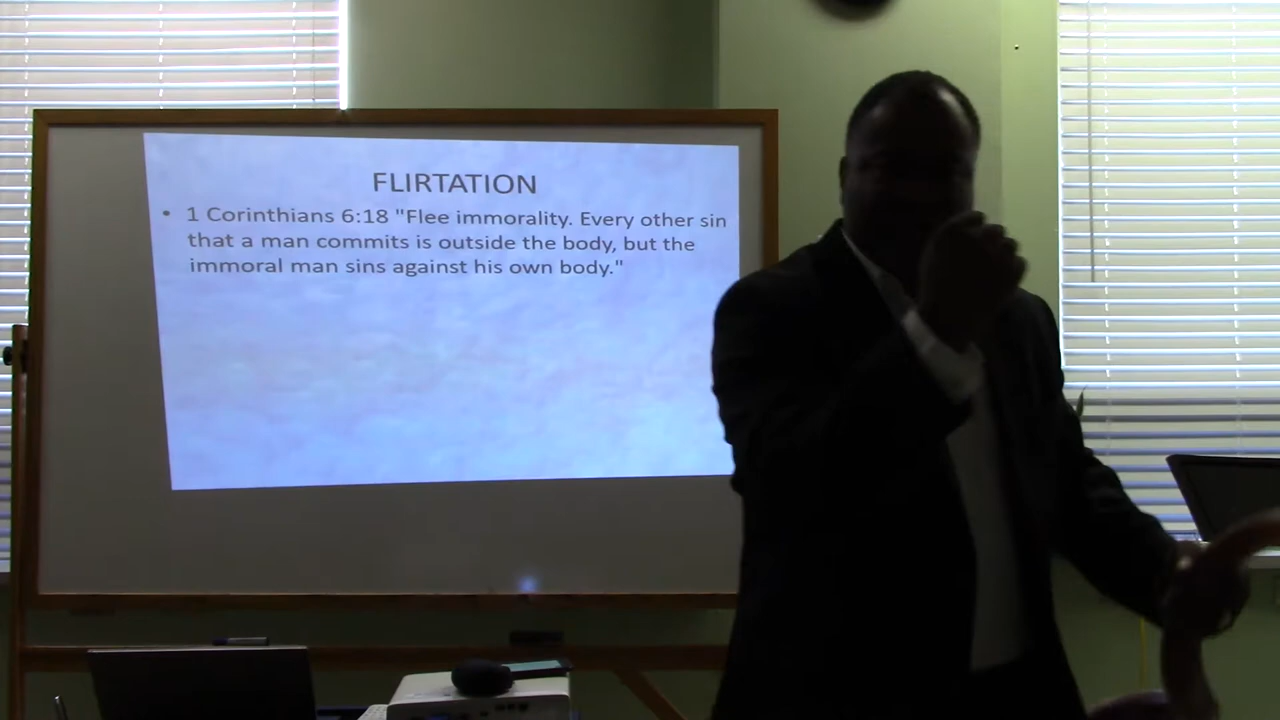 FLIRTATION
• 1 Corinthians 6:18 "Flee immorality. Every other sin
that a man commits is outside the body, but the
immoral man sins against his own body."